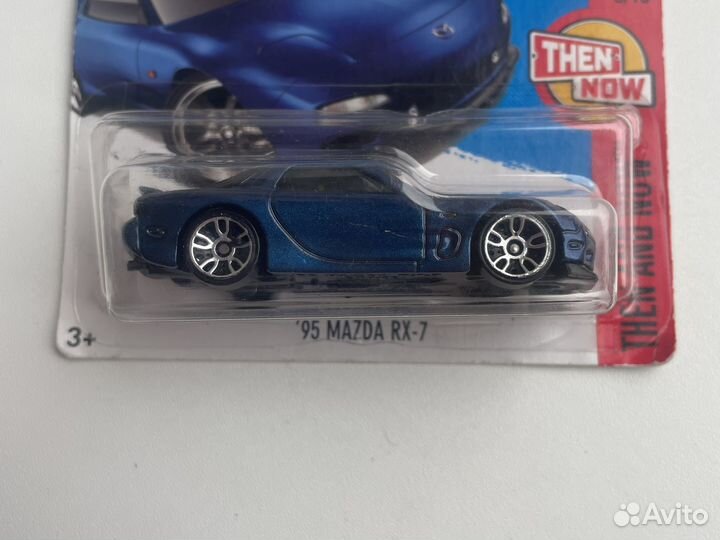 THEN
NOW
THEN AND NOW
'95 MAZDA RX-7
3+
Avito